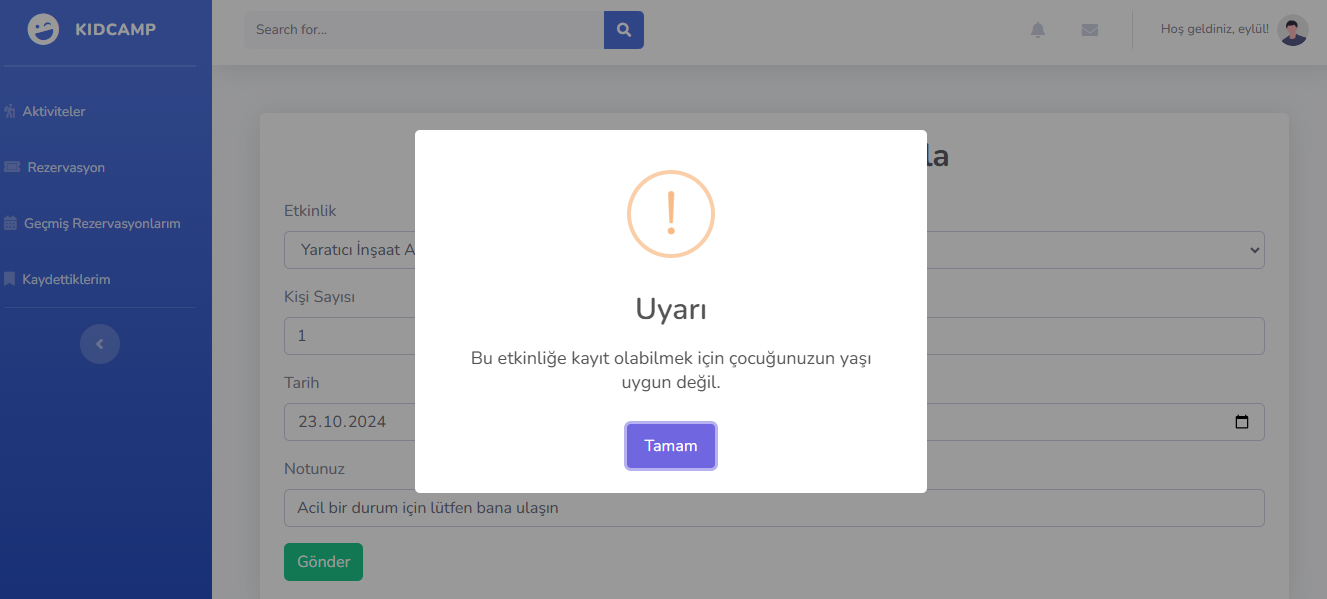 KIDCAMP
Search for...
Hoş geldiniz, eylül!
Aktiviteler
Rezervasyon
Geçmiş Rezervasyonlarım
Kaydettiklerim
Etkinlik
Yaratıcı İnşaat
Kişi Sayısı
1
Tarih
23.10.2024
Notunuz
Acil bir durum için lütfen bana ulaşın
Gönder
!
Uyarı
Bu etkinliğe kayıt olabilmek için çocuğunuzun yaşı
uygun değil.
Tamam